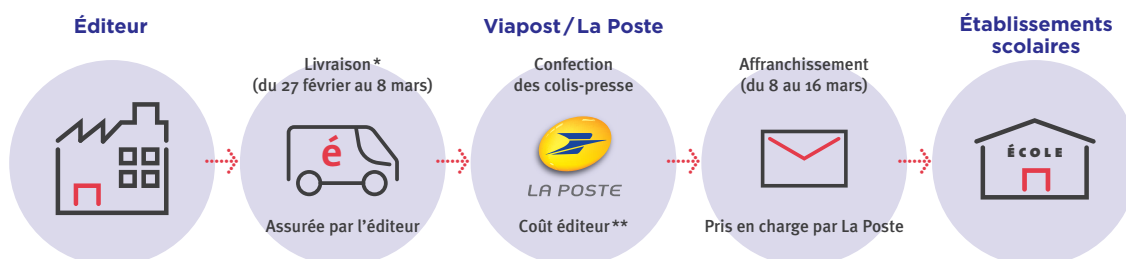 Éditeur
Viapost/La Poste
Établissements
scolaires
Livraison*
(du 27 février au 8 mars)
Confection
des colis-presse
Affranchissement
(du 8 au 16 mars)
é
LA POSTE
ÉCOLE
Assurée par l’éditeur
Coût éditeur**
Pris en charge par La Poste